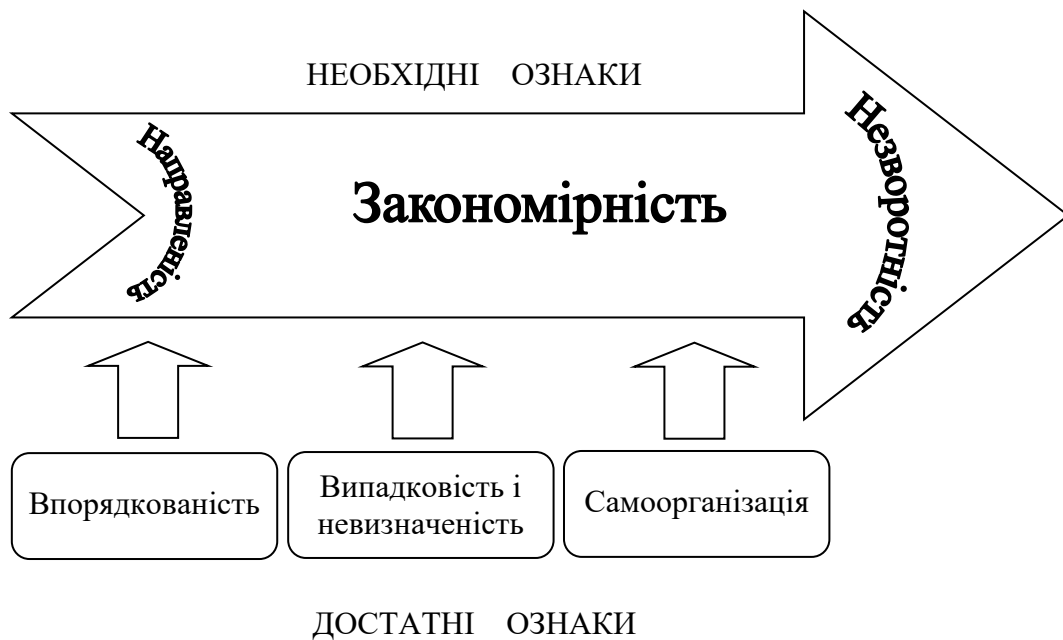 НЕОБХІДНІ ОЗНАКИ
Направленість
Закономірність
Незворотність
Впорядкованість
Випадковість і
невизначеність
Самоорганізація
ДОСТАТНІ ОЗНАКИ